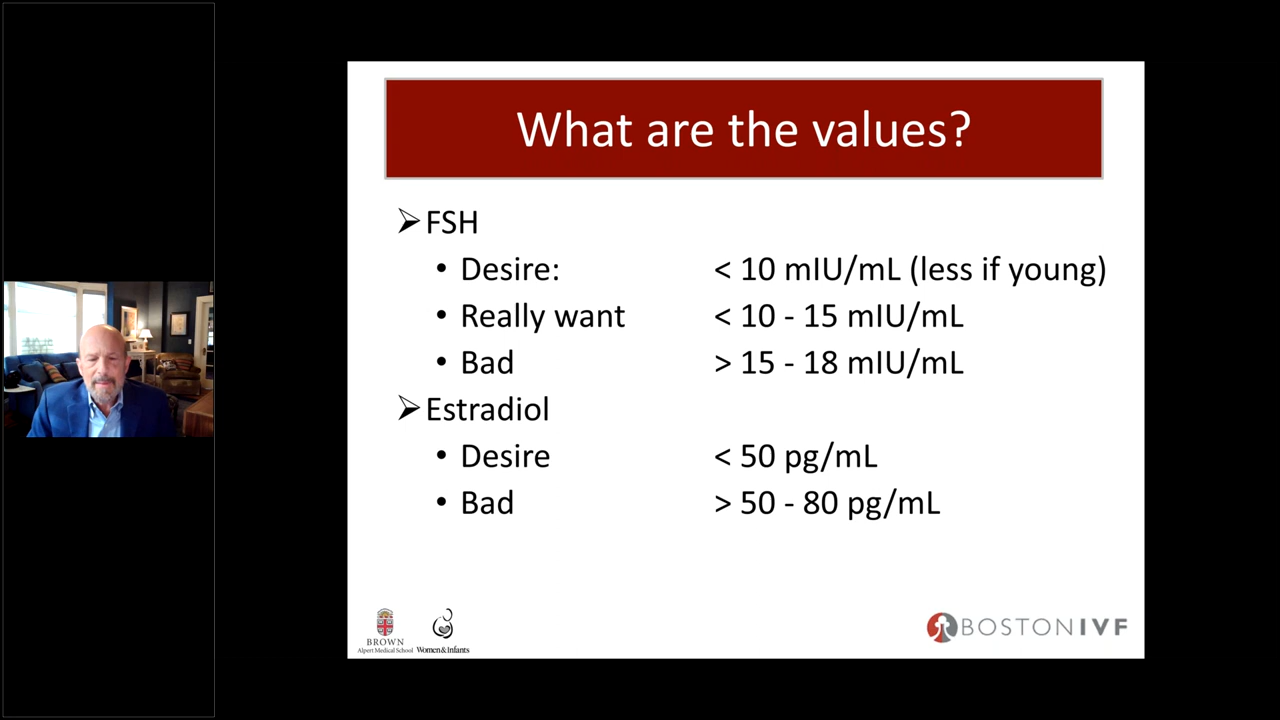 What are the values?
➢ FSH
• Desire: < 10 mIU/mL (less if young)
• Really want < 10 - 15 mIU/mL
• Bad > 15 - 18 mIU/mL
➢ Estradiol
• Desire < 50 pg/mL
• Bad > 50 - 80 pg/mL
BROWN
Alpert Medical School
Women & Infants
BOSTONIVF